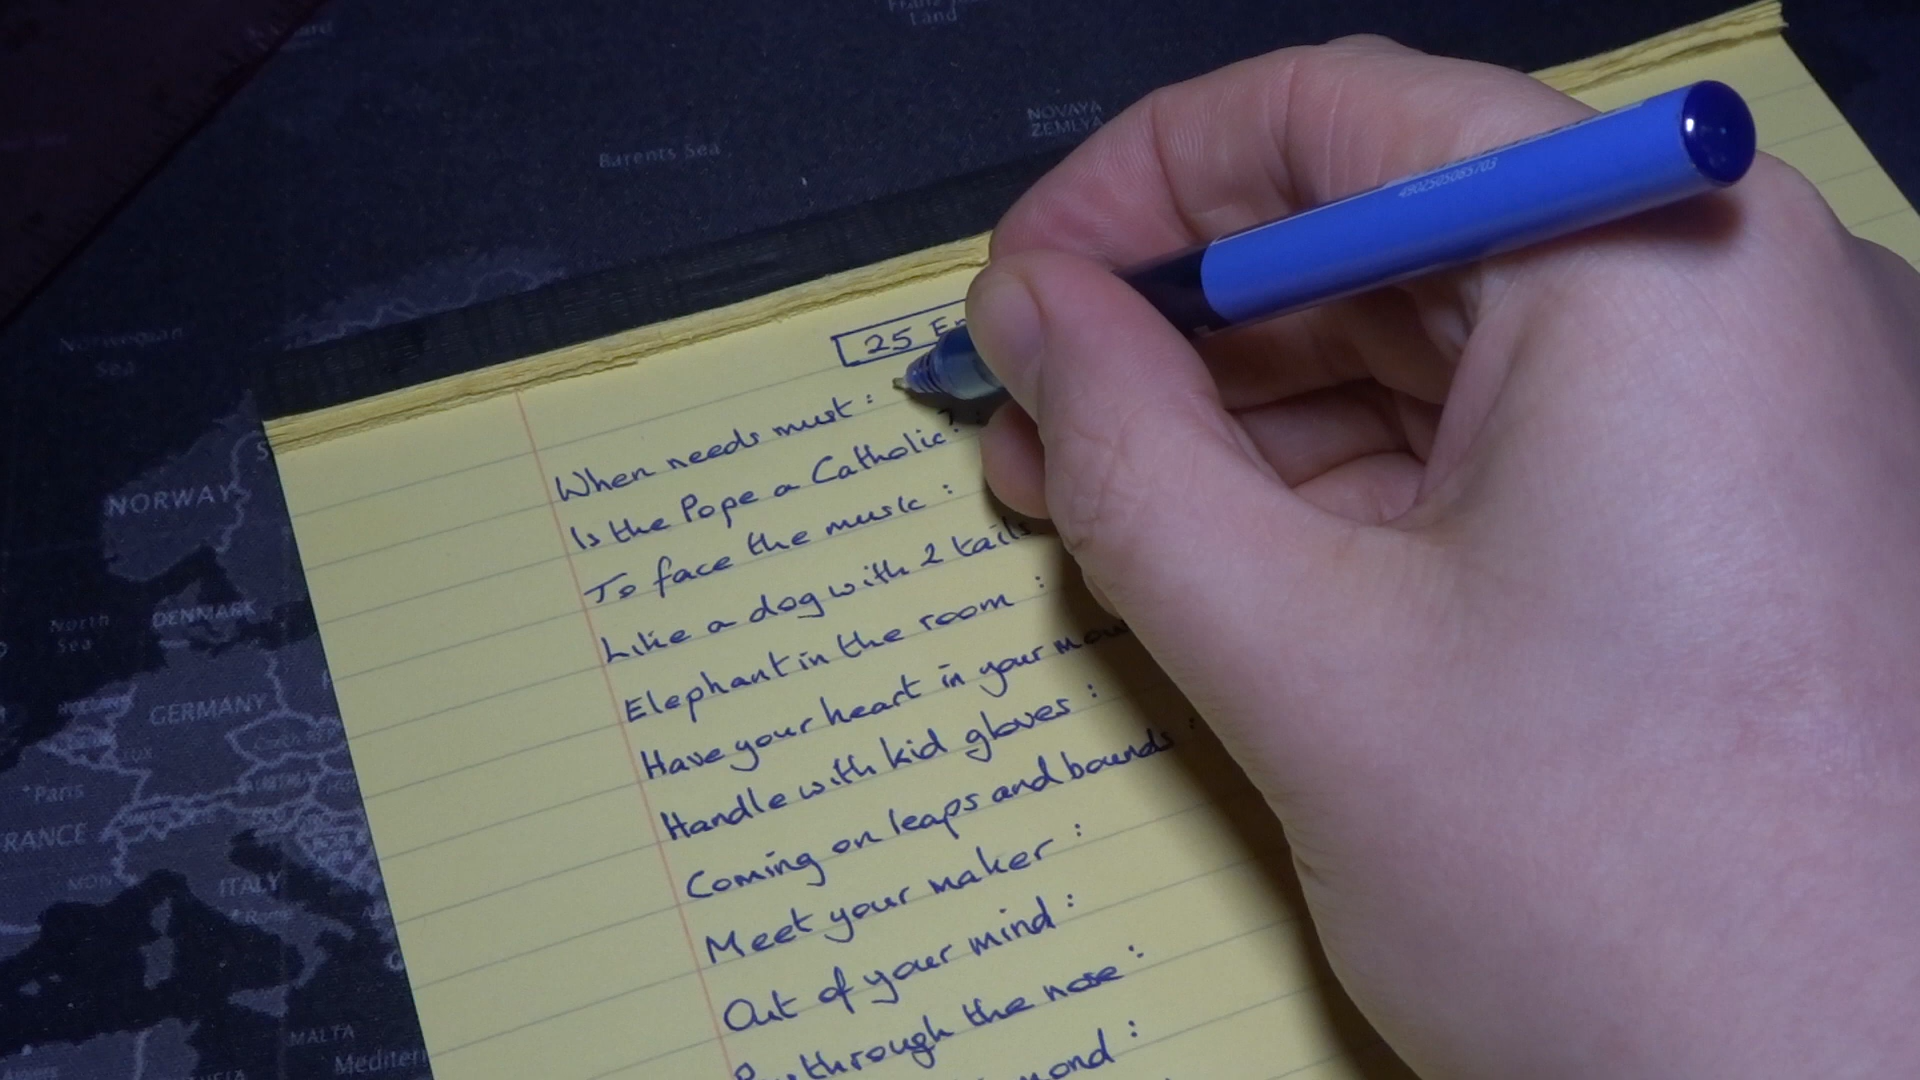 Land
NOVAYA
ZEMLYA
Barents Sea
4902505085703
Norwegian
Sea
25
When needs must :
Is the Pope a Catholic? :
To face the music :
Like a dog with 2 tails
Elephant in the room :
Have your heart in your
Handle with kid gloves :
Coming on leaps and bounds :
Meet your maker :
Out of your mind :
through the nose :
NORWAY
North
Sea
DENMARK
GERMANY
Paris
FRANCE
ITALY
Rome
MALTA